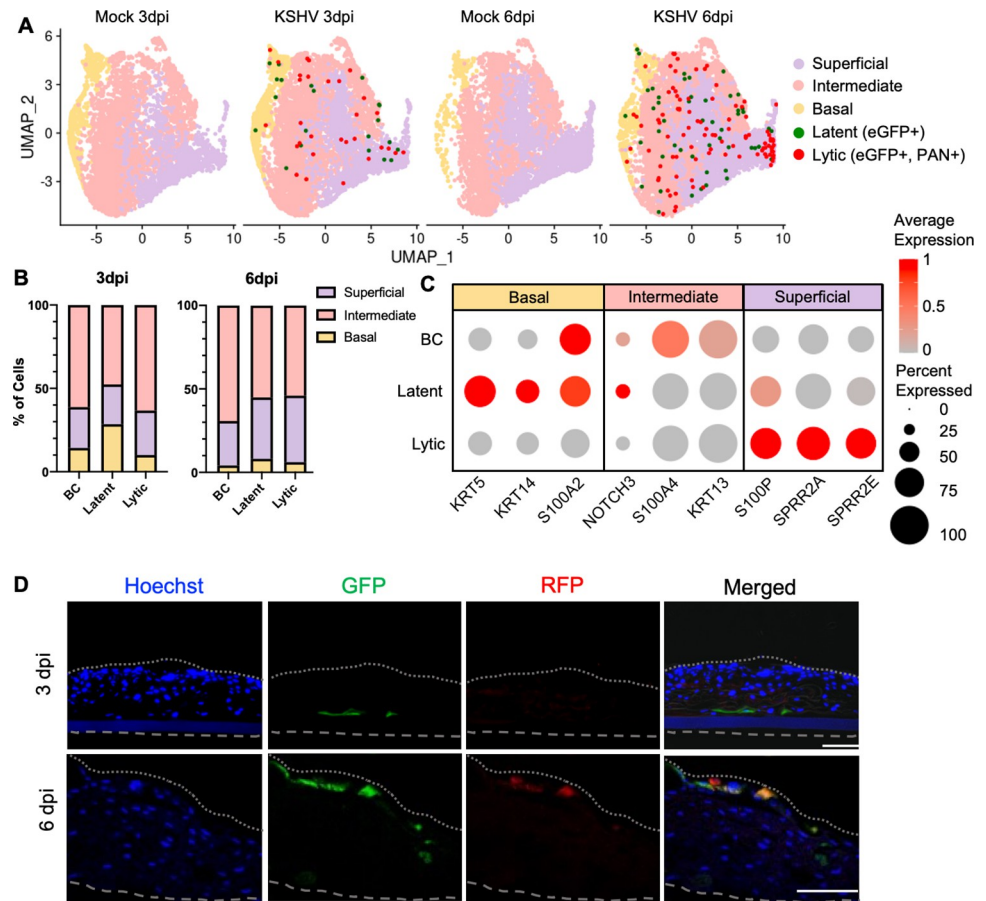 A
Mock 3dpi
KSHV 3dpi
Mock 6dpi
KSHV 6dpi
6
3
0
-3
UMAP_2
-5 0 5 10
-5 0 5 10
-5 0 5 10
-5 0 5 10
UMAP_1
Superficial
Intermediate
Basal
Latent (eGFP+)
Lytic (eGFP+, PAN+)
B
3dpi
6dpi
100
50
0
% of Cells
BC
Latent
Lytic
100
50
0
BC
Latent
Lytic
Superficial
Intermediate
Basal
C
Basal
Intermediate
Superficial
BC
Latent
Lytic
KRT5
KRT14
S100A2
NOTCH3
S100A4
KRT13
S100P
SPRR2A
SPRR2E
Average
Expression
1
0.5
0
Percent
Expressed
0
25
50
75
100
D
Hoechst
GFP
RFP
Merged
3 dpi
6 dpi